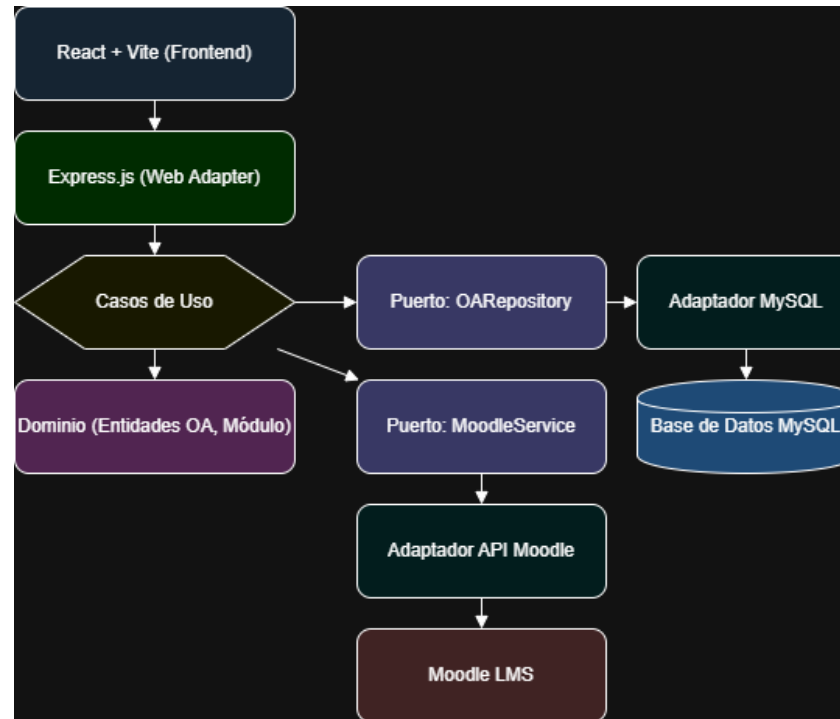 React + Vite (Frontend)
Express.js (Web Adapter)
Casos de Uso
Puerto: OARepository
Adaptador MySQL
Dominio (Entidades OA, Módulo)
Puerto: MoodleService
Base de Datos MySQL
Adaptador API Moodle
Moodle LMS